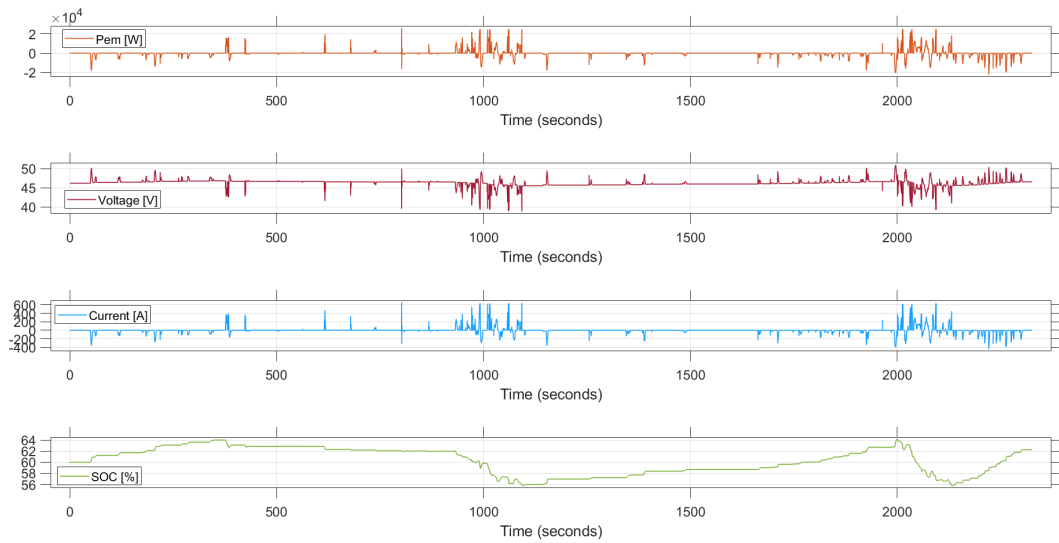 ×10⁴
2
0
-2
Pem [W]
0 500 1000 1500 2000
Time (seconds)
50
45
40
Voltage [V]
0 500 1000 1500 2000
Time (seconds)
600
400
200
0
-200
-400
Current [A]
0 500 1000 1500 2000
Time (seconds)
64
62
60
58
56
SOC [%]
0 500 1000 1500 2000
Time (seconds)